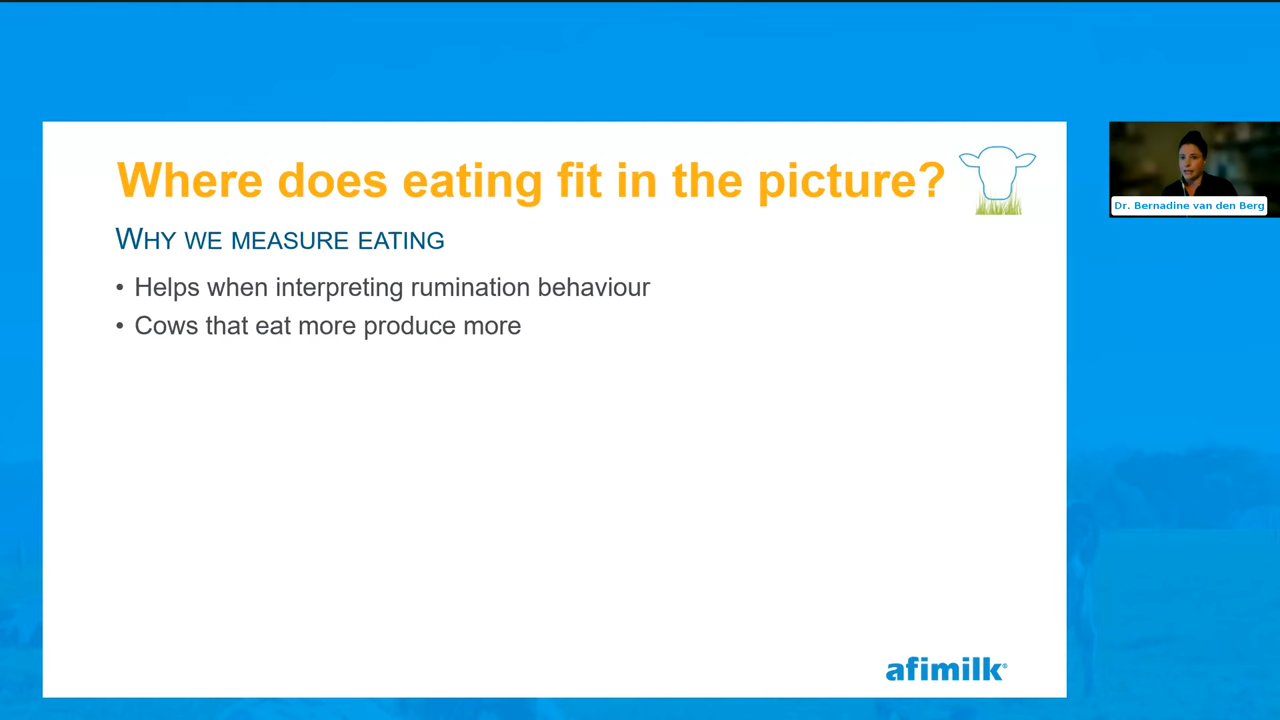 Where does eating fit in the picture?
WHY WE MEASURE EATING
• Helps when interpreting rumination behaviour
• Cows that eat more produce more
Dr. Bernadine van den Berg
afimilk®